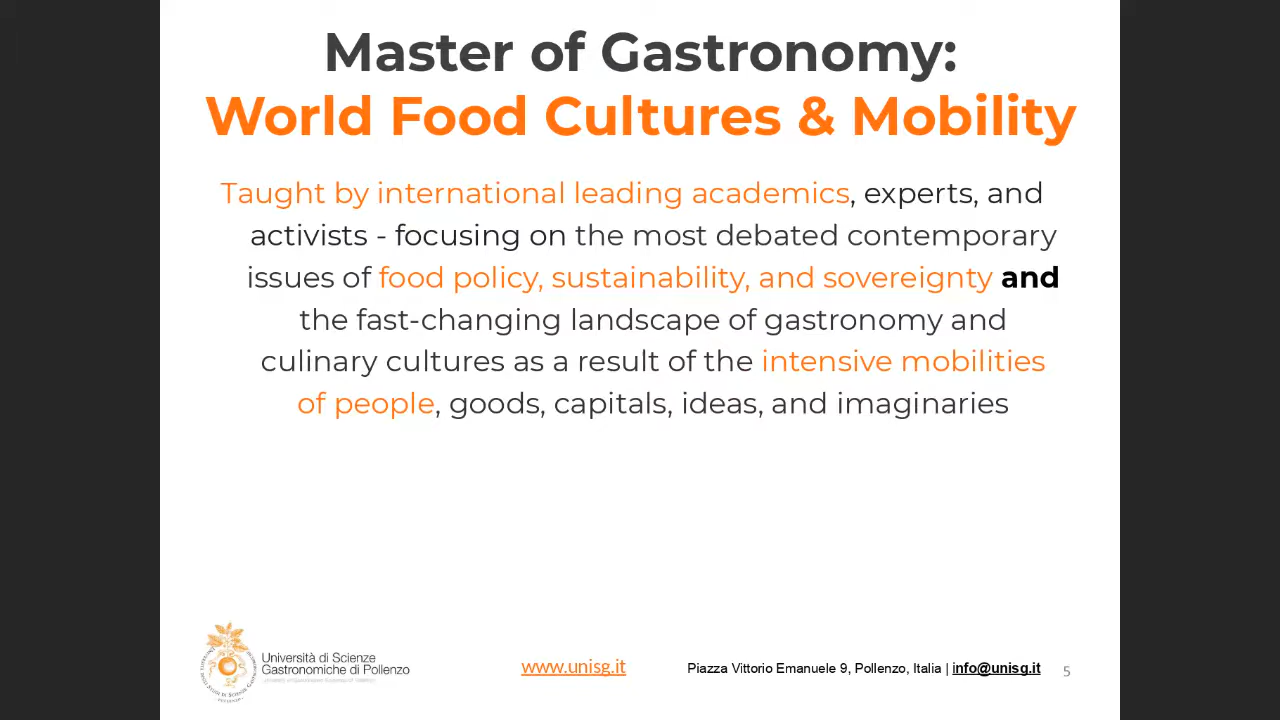 Master of Gastronomy:
World Food Cultures & Mobility
Taught by international leading academics, experts, and
activists - focusing on the most debated contemporary
issues of food policy, sustainability, and sovereignty and
the fast-changing landscape of gastronomy and
culinary cultures as a result of the intensive mobilities
of people, goods, capitals, ideas, and imaginaries
Università di Scienze
Gastronomiche di Pollenzo
www.unisg.it
Piazza Vittorio Emanuele 9, Pollenzo, Italia | info@unisg.it
5